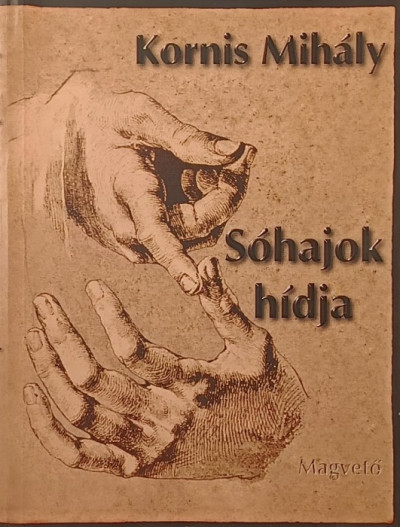 Kornis Mihály
Sóhajok
hídja
Magvető